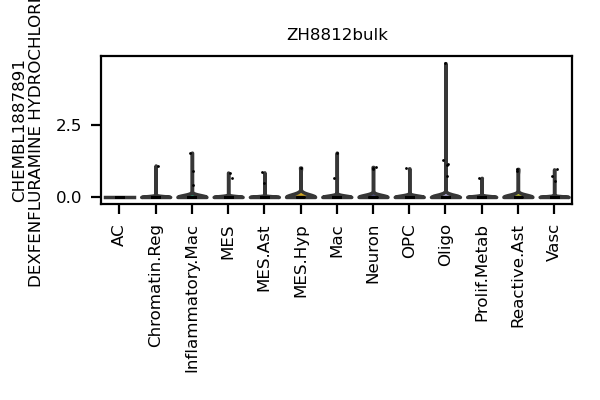 ZH8812bulk
CHEMBL1887891
DEXFENFLURAMINE HYDROCHLORI
2.5
0.0
AC
Chromatin.Reg
Inflammatory.Mac
MES
MES.Ast
MES.Hyp
Mac
Neuron
OPC
Oligo
Prolif.Metab
Reactive.Ast
Vasc